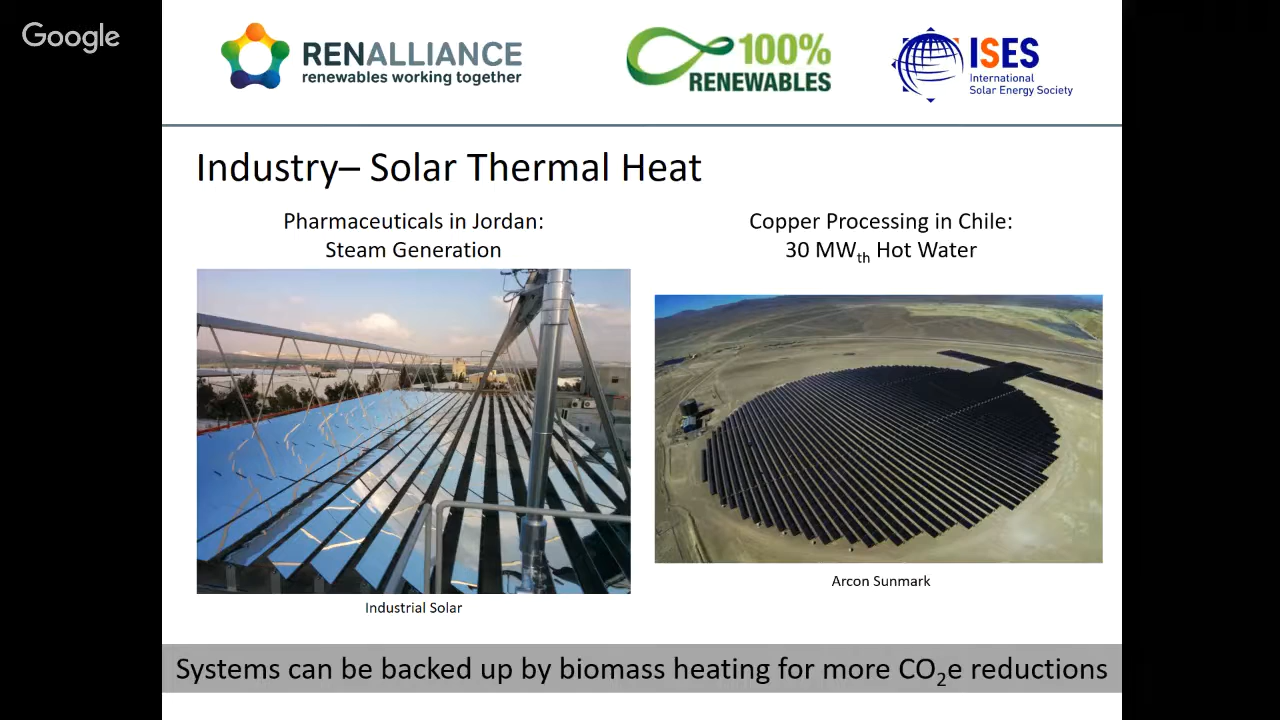 Google
RENALLIANCE
renewables working together
100%
RENEWABLES
ISES
International
Solar Energy Society
Industry– Solar Thermal Heat
Pharmaceuticals in Jordan:
Steam Generation
Copper Processing in Chile:
30 MWth Hot Water
Arcon Sunmark
Industrial Solar
Systems can be backed up by biomass heating for more CO2e reductions